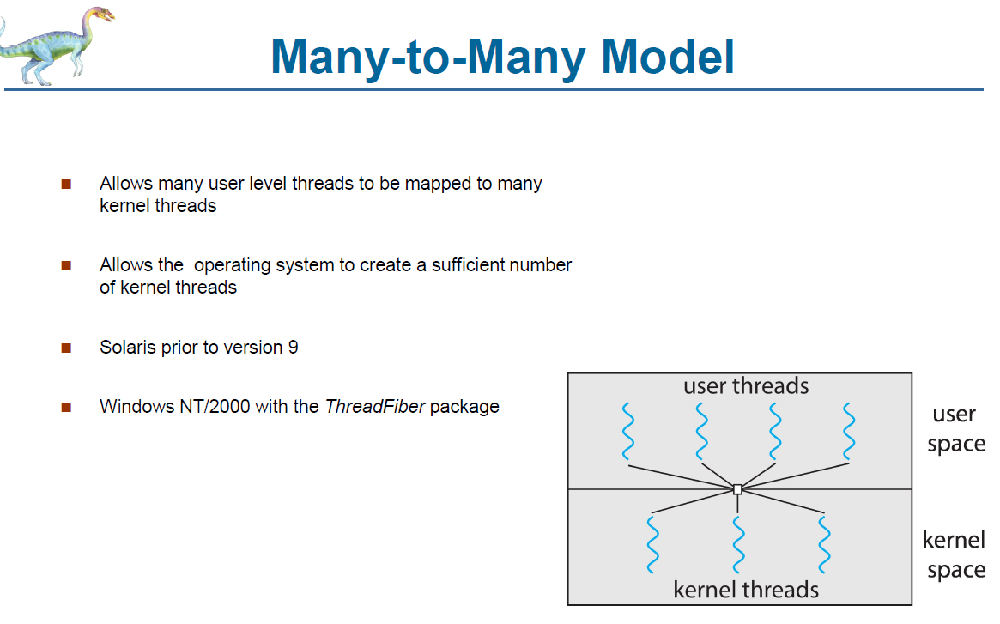 Many-to-Many Model
Allows many user level threads to be mapped to many
kernel threads
Allows the  operating system to create a sufficient number
of kernel threads
Solaris prior to version 9
Windows NT/2000 with the ThreadFiber package
user threads
user
space
kernel
space
kernel threads